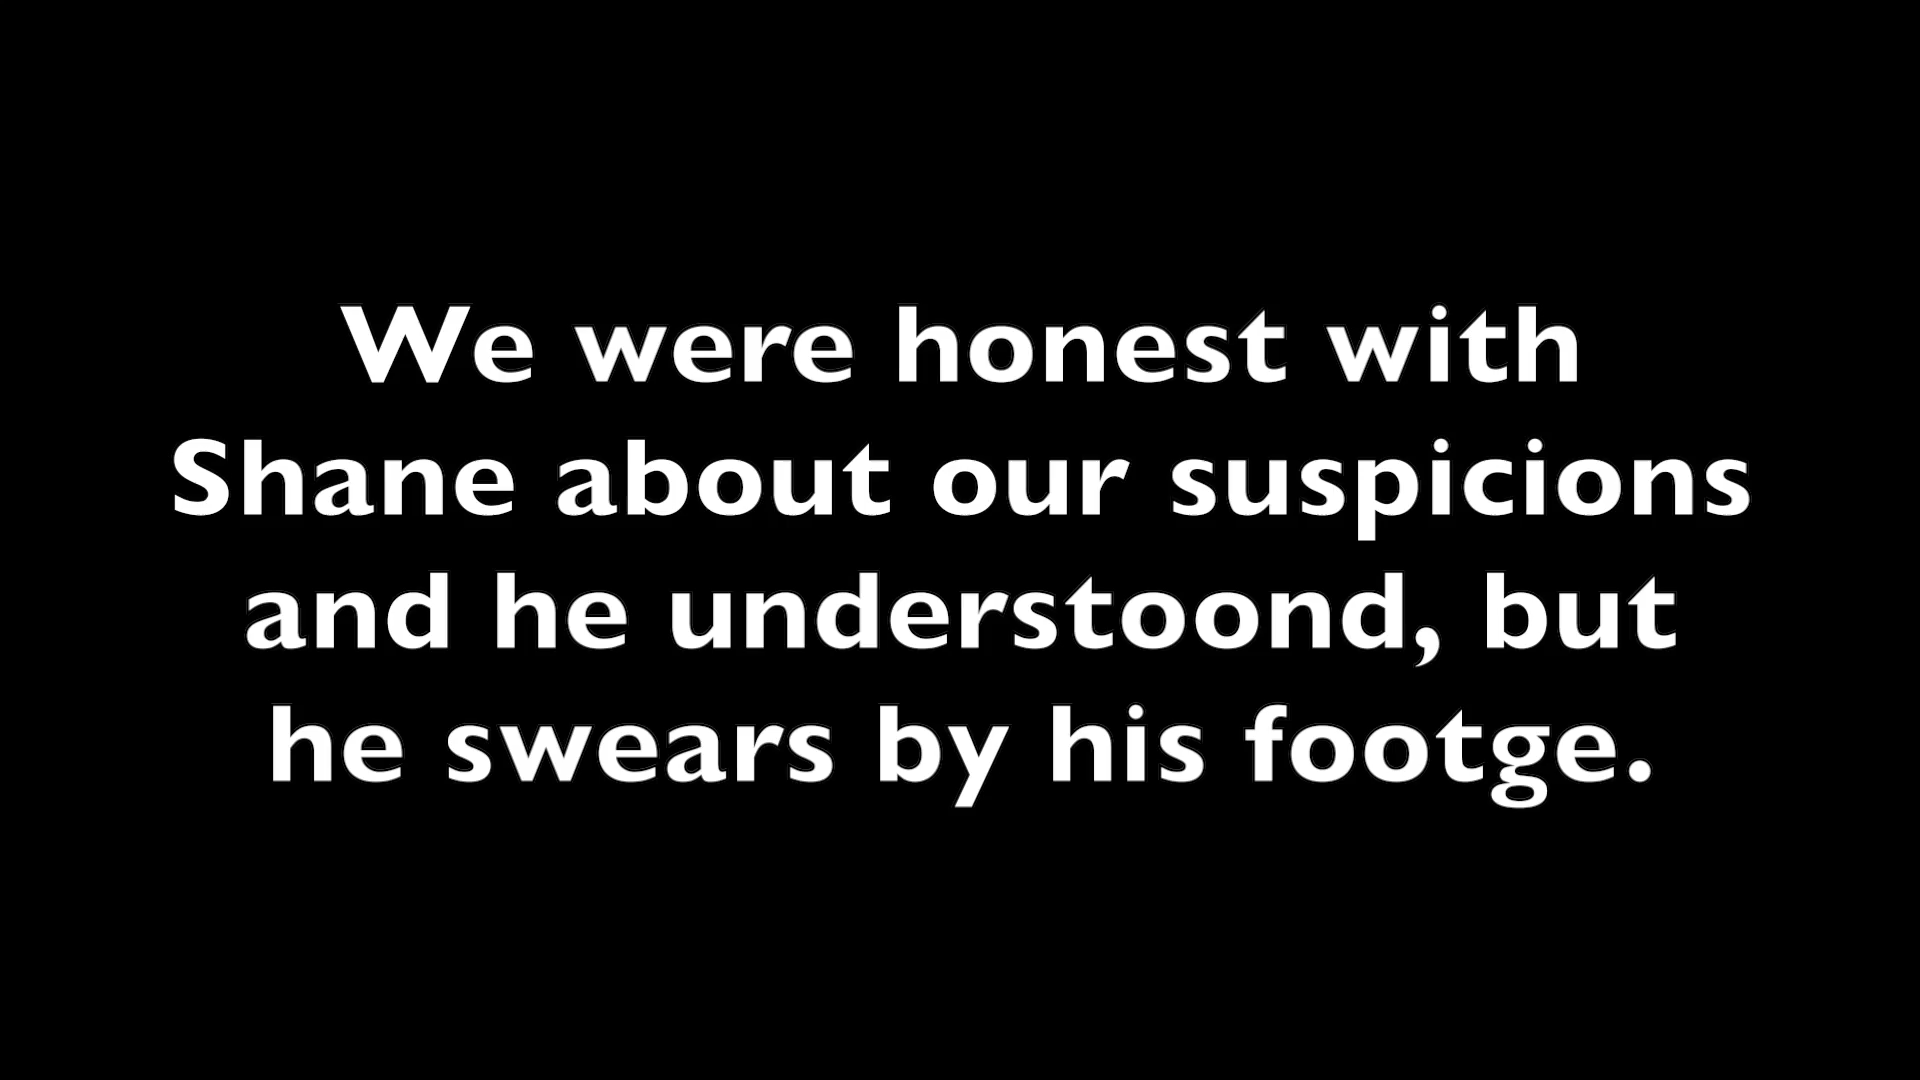 We were honest with
Shane about our suspicions
and he understoond, but
he swears by his footge.